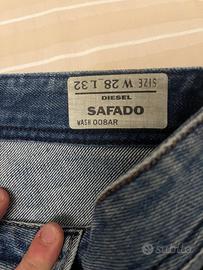 SIZE W 28 L 32
DIESEL
SAFADO
WASH 008AR
subito